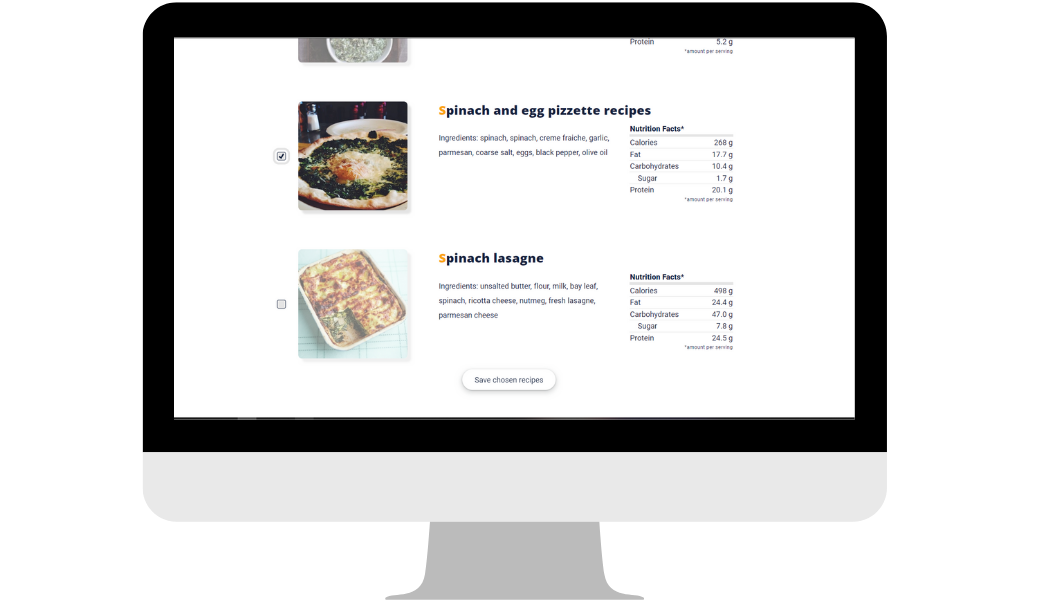 Protein 5.2 g
*amount per serving
Spinach and egg pizzette recipes
Ingredients: spinach, spinach, creme fraiche, garlic,
parmesan, coarse salt, eggs, black pepper, olive oil
Nutrition Facts*
Calories 268 g
Fat 17.7 g
Carbohydrates 10.4 g
Sugar 1.7 g
Protein 20.1 g
*amount per serving
Spinach lasagne
Ingredients: unsalted butter, flour, milk, bay leaf,
spinach, ricotta cheese, nutmeg, fresh lasagne,
parmesan cheese
Nutrition Facts*
Calories 498 g
Fat 24.4 g
Carbohydrates 47.0 g
Sugar 7.8 g
Protein 24.5 g
*amount per serving
Save chosen recipes